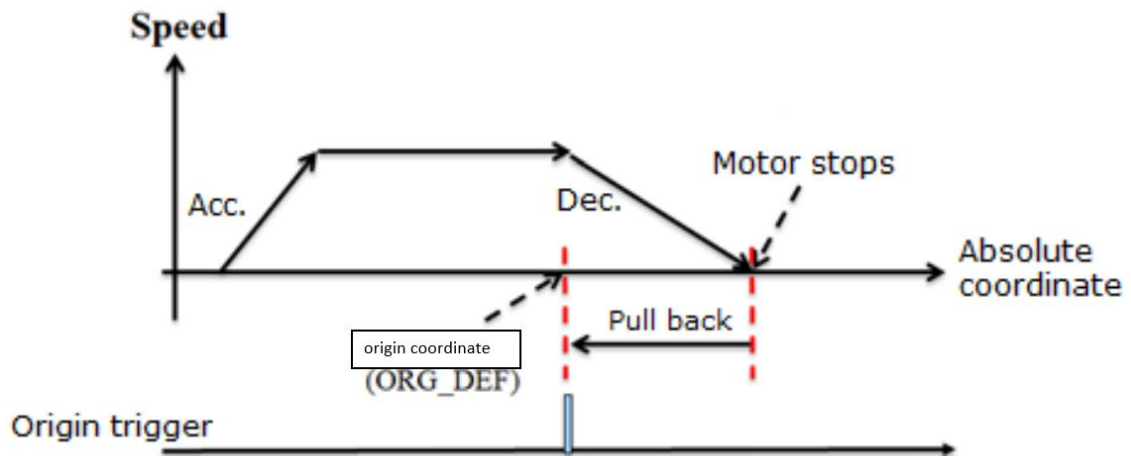 Speed
Motor stops
Acc.
Dec.
Absolute
coordinate
Pull back
origin coordinate
(ORG_DEF)
Origin trigger